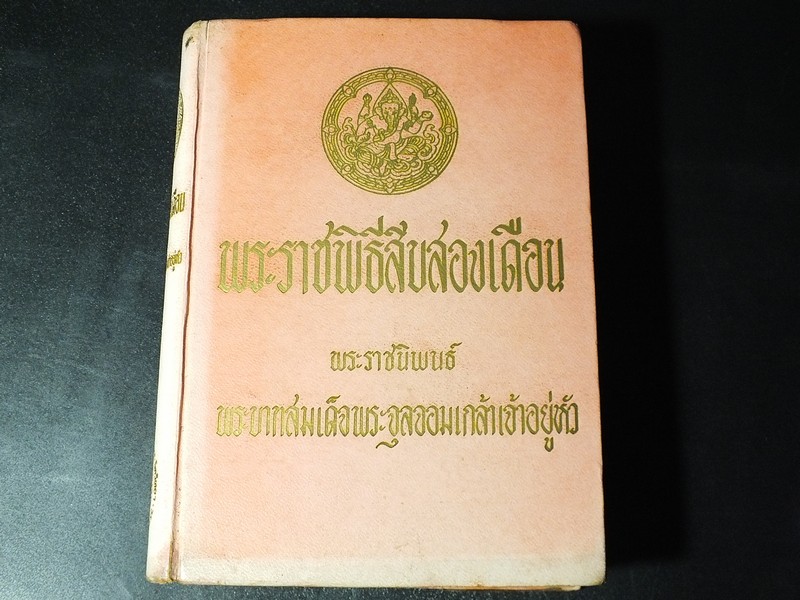 พระราชพิธีสิบสองเดือน
พระราชนิพนธ์
พระบาทสมเด็จพระจุลจอมเกล้าเจ้าอยู่หัว